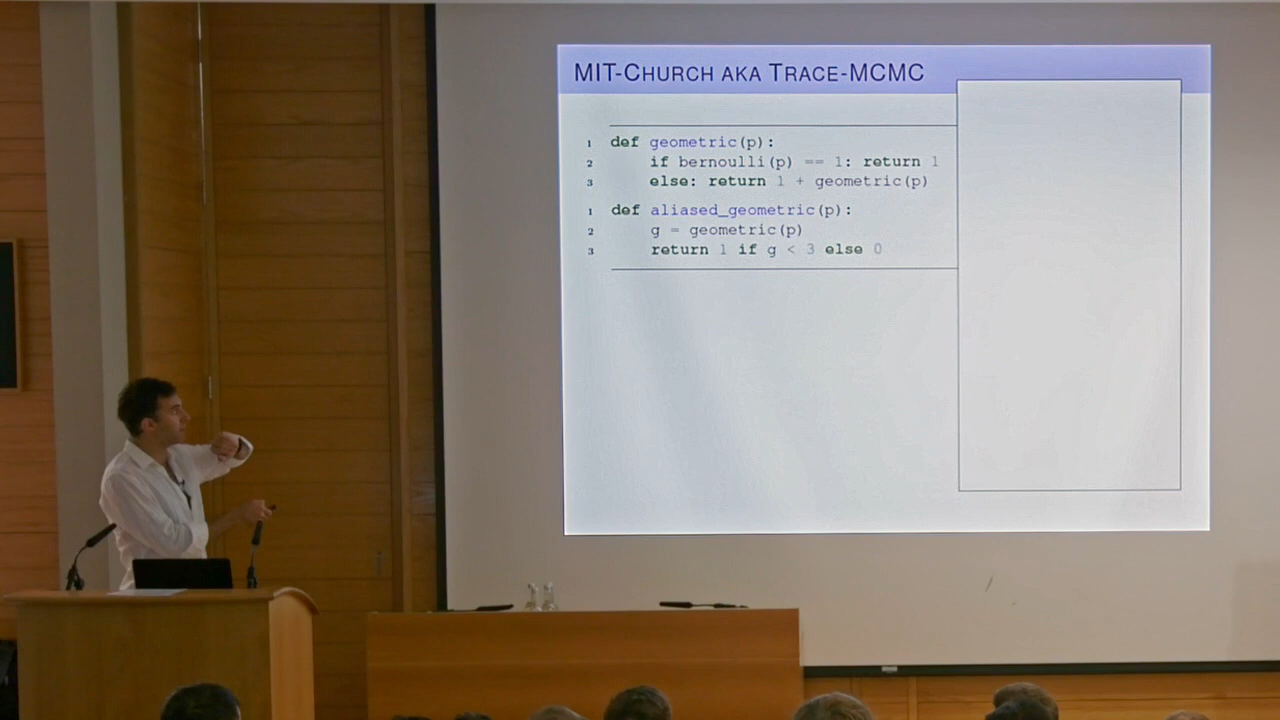 MIT-CHURCH AKA TRACE-MCMC
1 def geometric(p):
2 if bernoulli(p) == 1: return 1
3 else: return 1 + geometric(p)
1 def aliased_geometric(p):
2 g = geometric(p)
3 return 1 if g < 3 else 0